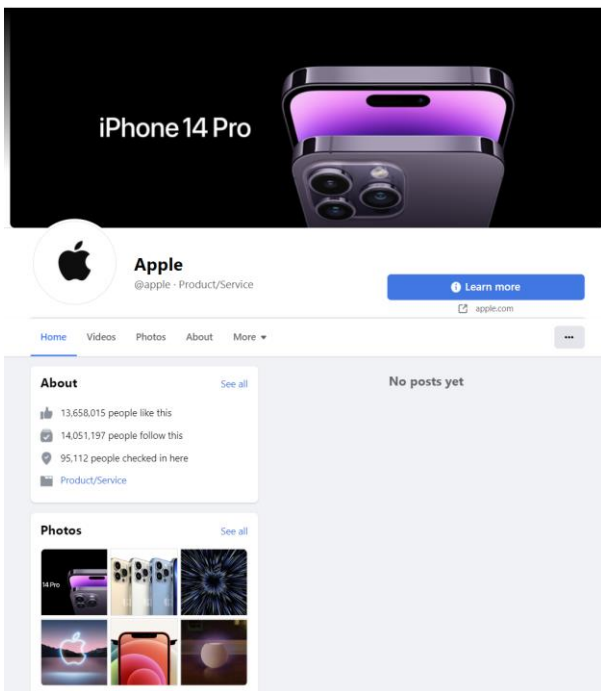 iPhone 14 Pro
Apple
@apple · Product/Service
Learn more
apple.com
Home
Videos
Photos
About
More
About
See all
No posts yet
13,658,015 people like this
14,051,197 people follow this
95,112 people checked in here
Product/Service
Photos
See all
14 Pro